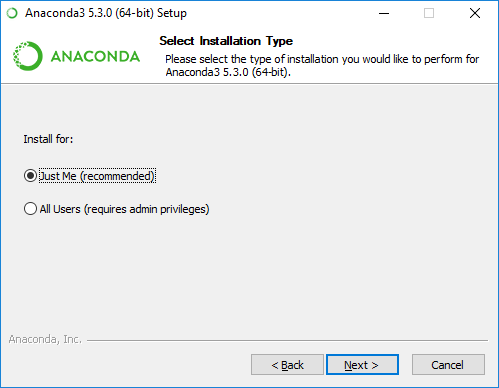 Anaconda3 5.3.0 (64-bit) Setup
ANACONDA
Select Installation Type
Please select the type of installation you would like to perform for
Anaconda3 5.3.0 (64-bit).
Install for:
Just Me (recommended)
All Users (requires admin privileges)
Anaconda, Inc.
< Back
Next >
Cancel